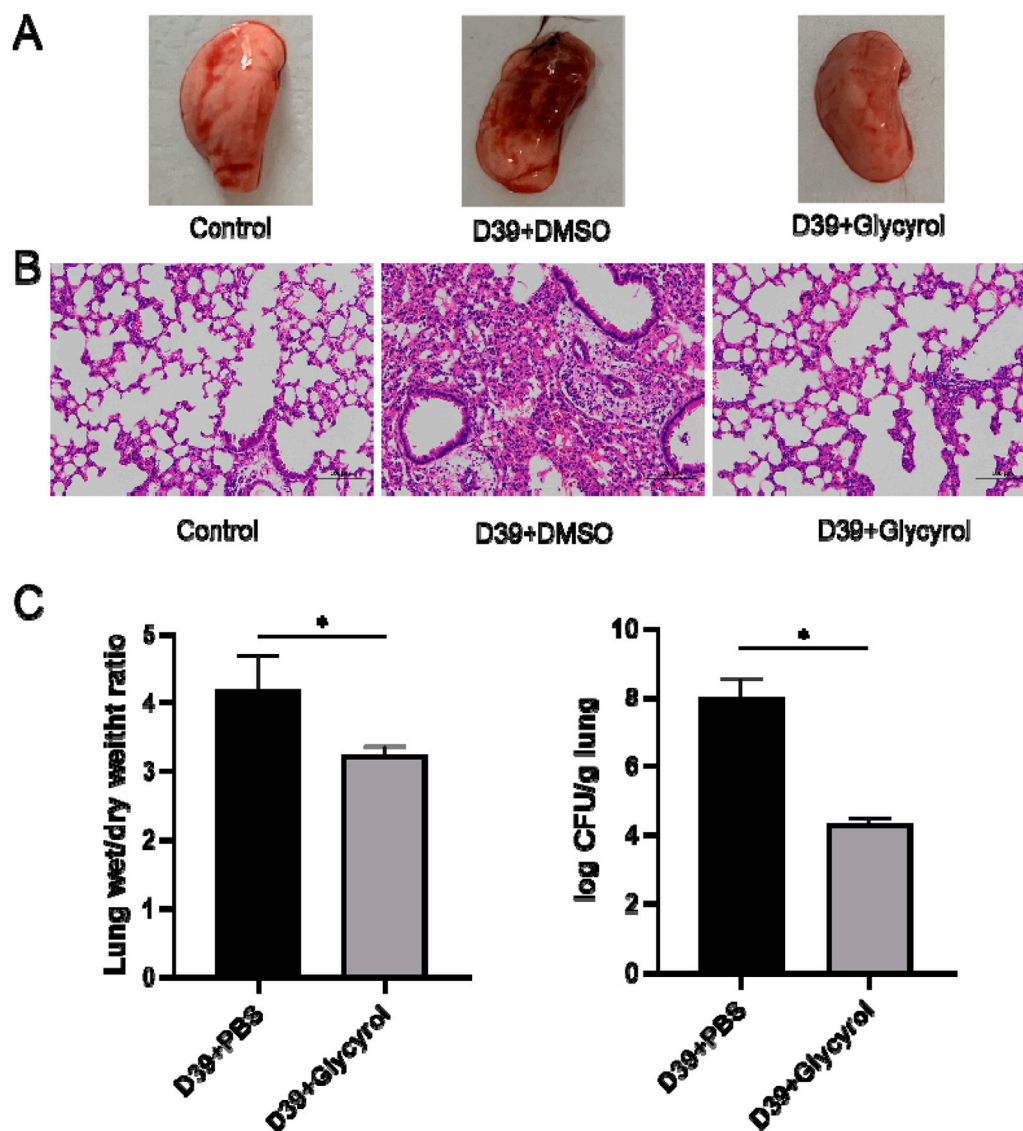 A
Control
D39+DMSO
D39+Glycyrol
B
Control
D39+DMSO
D39+Glycyrol
C
Lung wet/dry weitht ratio
5
4
3
2
1
0
*
D39+PBS
D39+Glycyrol
log CFU/g lung
10
8
6
4
2
0
*
D39+PBS
D39+Glycyrol